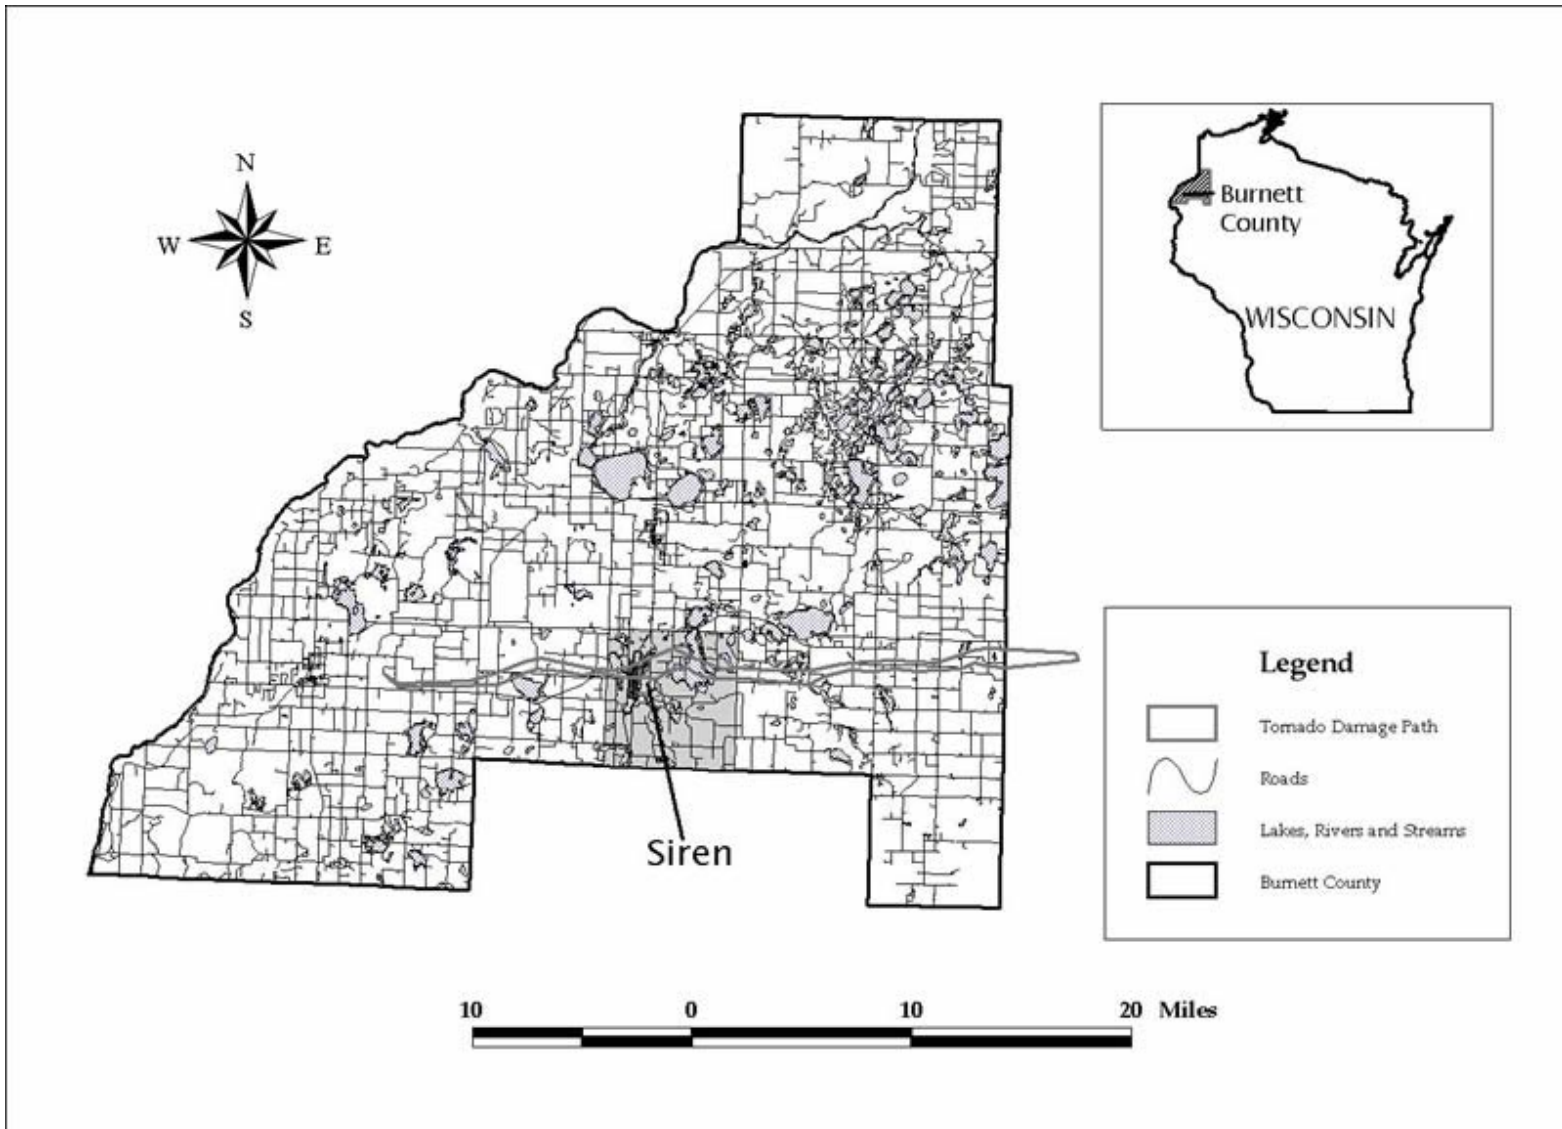 N
W
E
S
Burnett
County
WISCONSIN
Siren
Legend
Tornado Damage Path
Roads
Lakes, Rivers and Streams
Burnett County
10 0 10 20 Miles